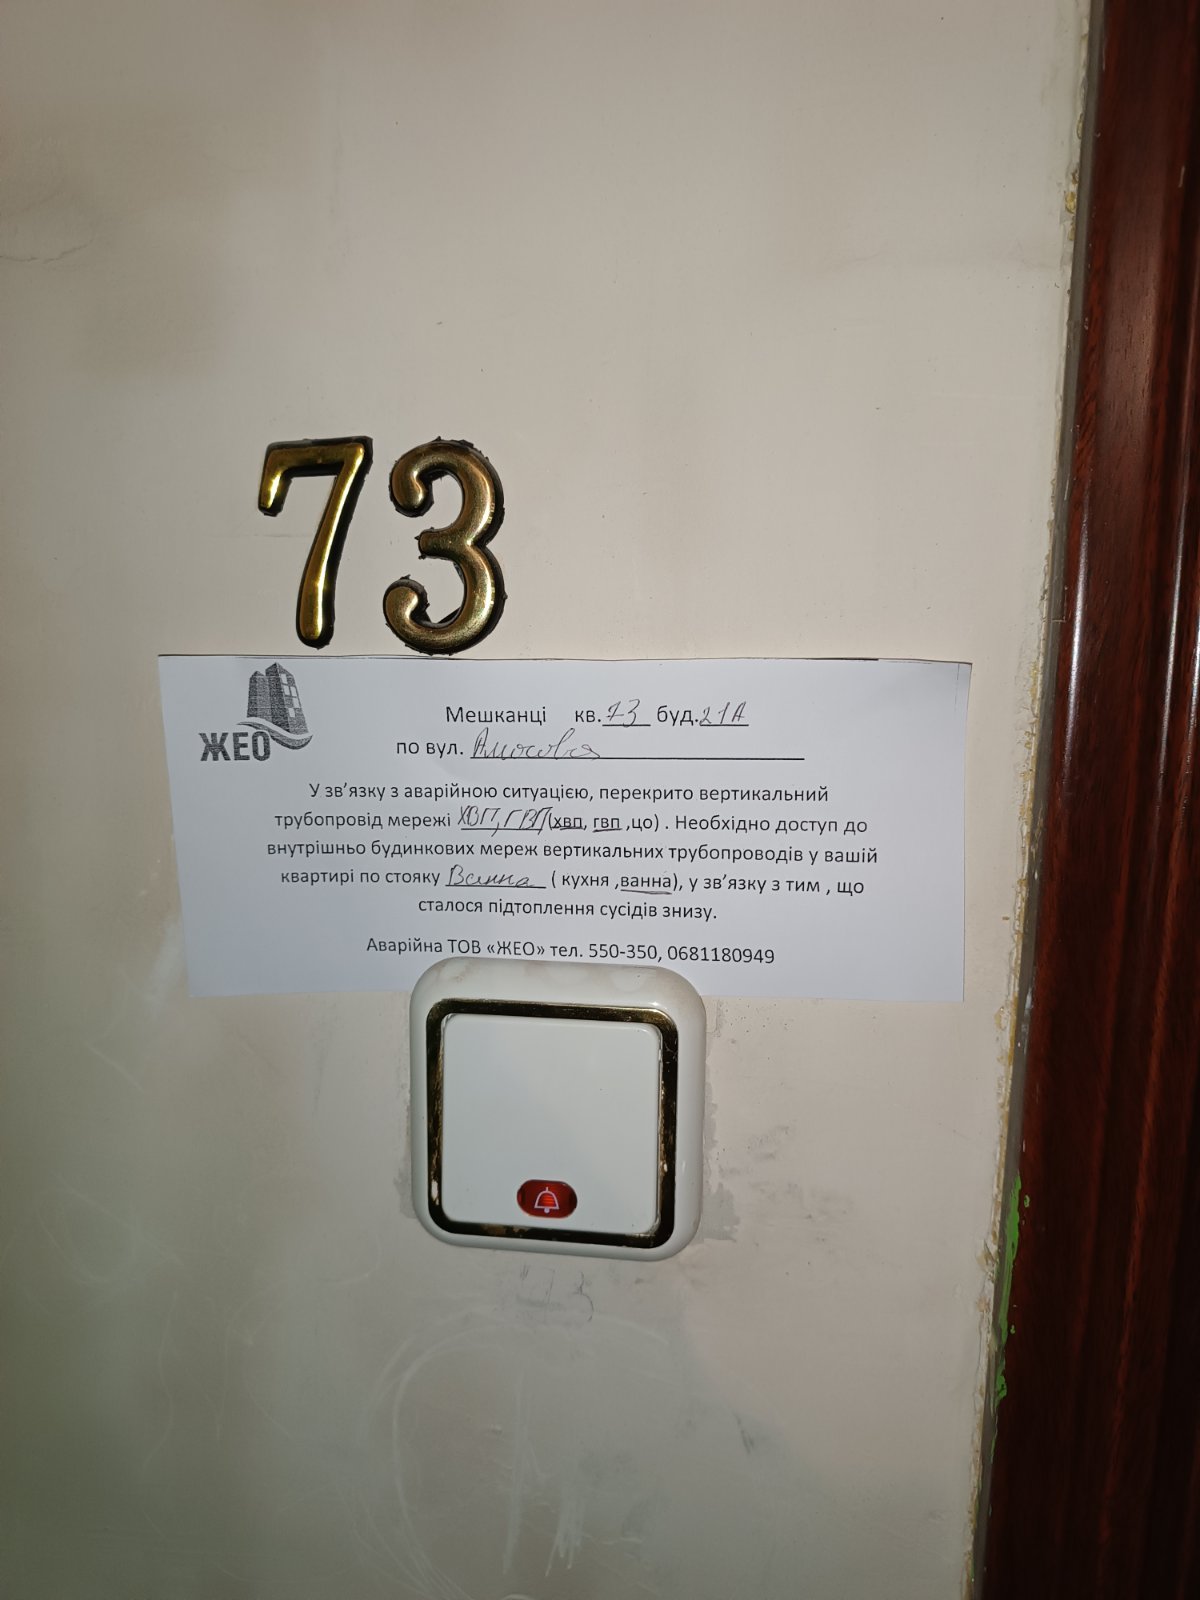 73
ЖЕО
Мешканці кв. 73 буд. 21А
по вул.
У зв’язку з аварійною ситуацією, перекрито вертикальний
трубопровід мережі ХВП, ГВП (хвп, гвп ,цо) . Необхідно доступ до
внутрішньо будинкових мереж вертикальних трубопроводів у вашій
квартирі по стояку Ванна ( кухня ,ванна), у зв’язку з тим , що
сталося підтоплення сусідів знизу.
Аварійна ТОВ «ЖЕО» тел. 550-350, 0681180949
73